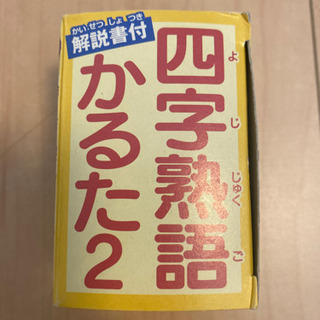 かい せつ しょ つき
解説書付
よ じ じゅく ご
四字熟語
かるた2